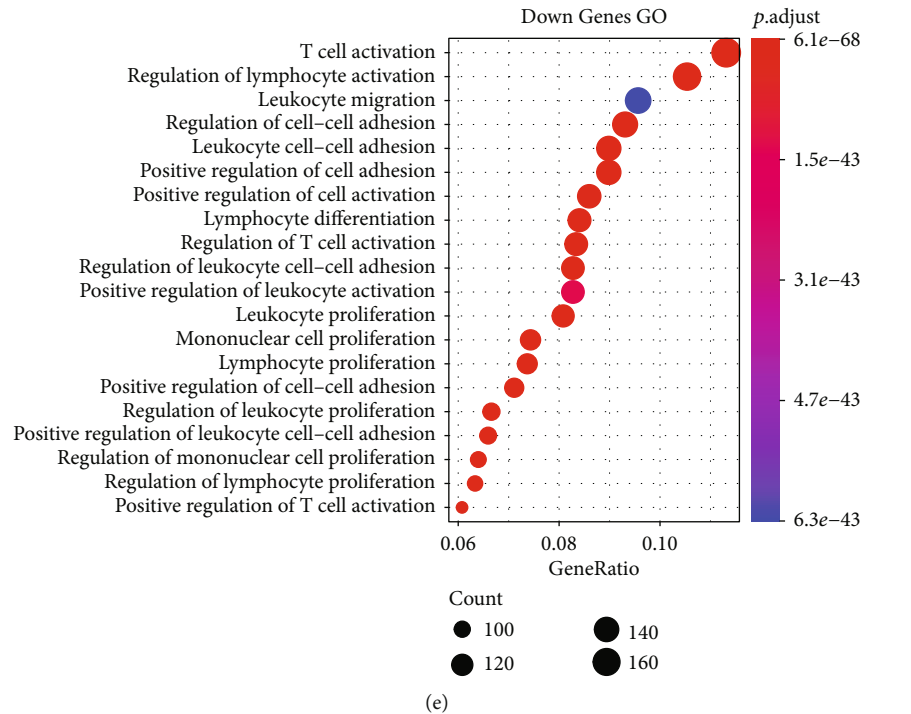 Down Genes GO
p.adjust
T cell activation
Regulation of lymphocyte activation
Leukocyte migration
Regulation of cell–cell adhesion
Leukocyte cell–cell adhesion
Positive regulation of cell adhesion
Positive regulation of cell activation
Lymphocyte differentiation
Regulation of T cell activation
Regulation of leukocyte cell–cell adhesion
Positive regulation of leukocyte activation
Leukocyte proliferation
Mononuclear cell proliferation
Lymphocyte proliferation
Positive regulation of cell–cell adhesion
Regulation of leukocyte proliferation
Positive regulation of leukocyte cell–cell adhesion
Regulation of mononuclear cell proliferation
Regulation of lymphocyte proliferation
Positive regulation of T cell activation
6.1e−68
1.5e−43
3.1e−43
4.7e−43
6.3e−43
0.06 0.08 0.10
GeneRatio
Count
100 140
120 160
(e)